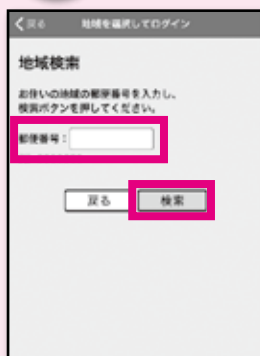 戻る 地域を選択してログイン
地域検索
お住いの地域の郵便番号を入力し、
検索ボタンを押してください。
郵便番号：
戻る 検索